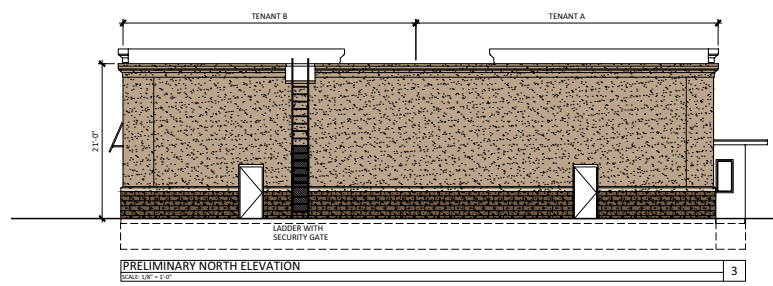 TENANT B
TENANT A
21'-0"
LADDER WITH
SECURITY GATE
PRELIMINARY NORTH ELEVATION
SCALE: 1/8" = 1'-0"
3